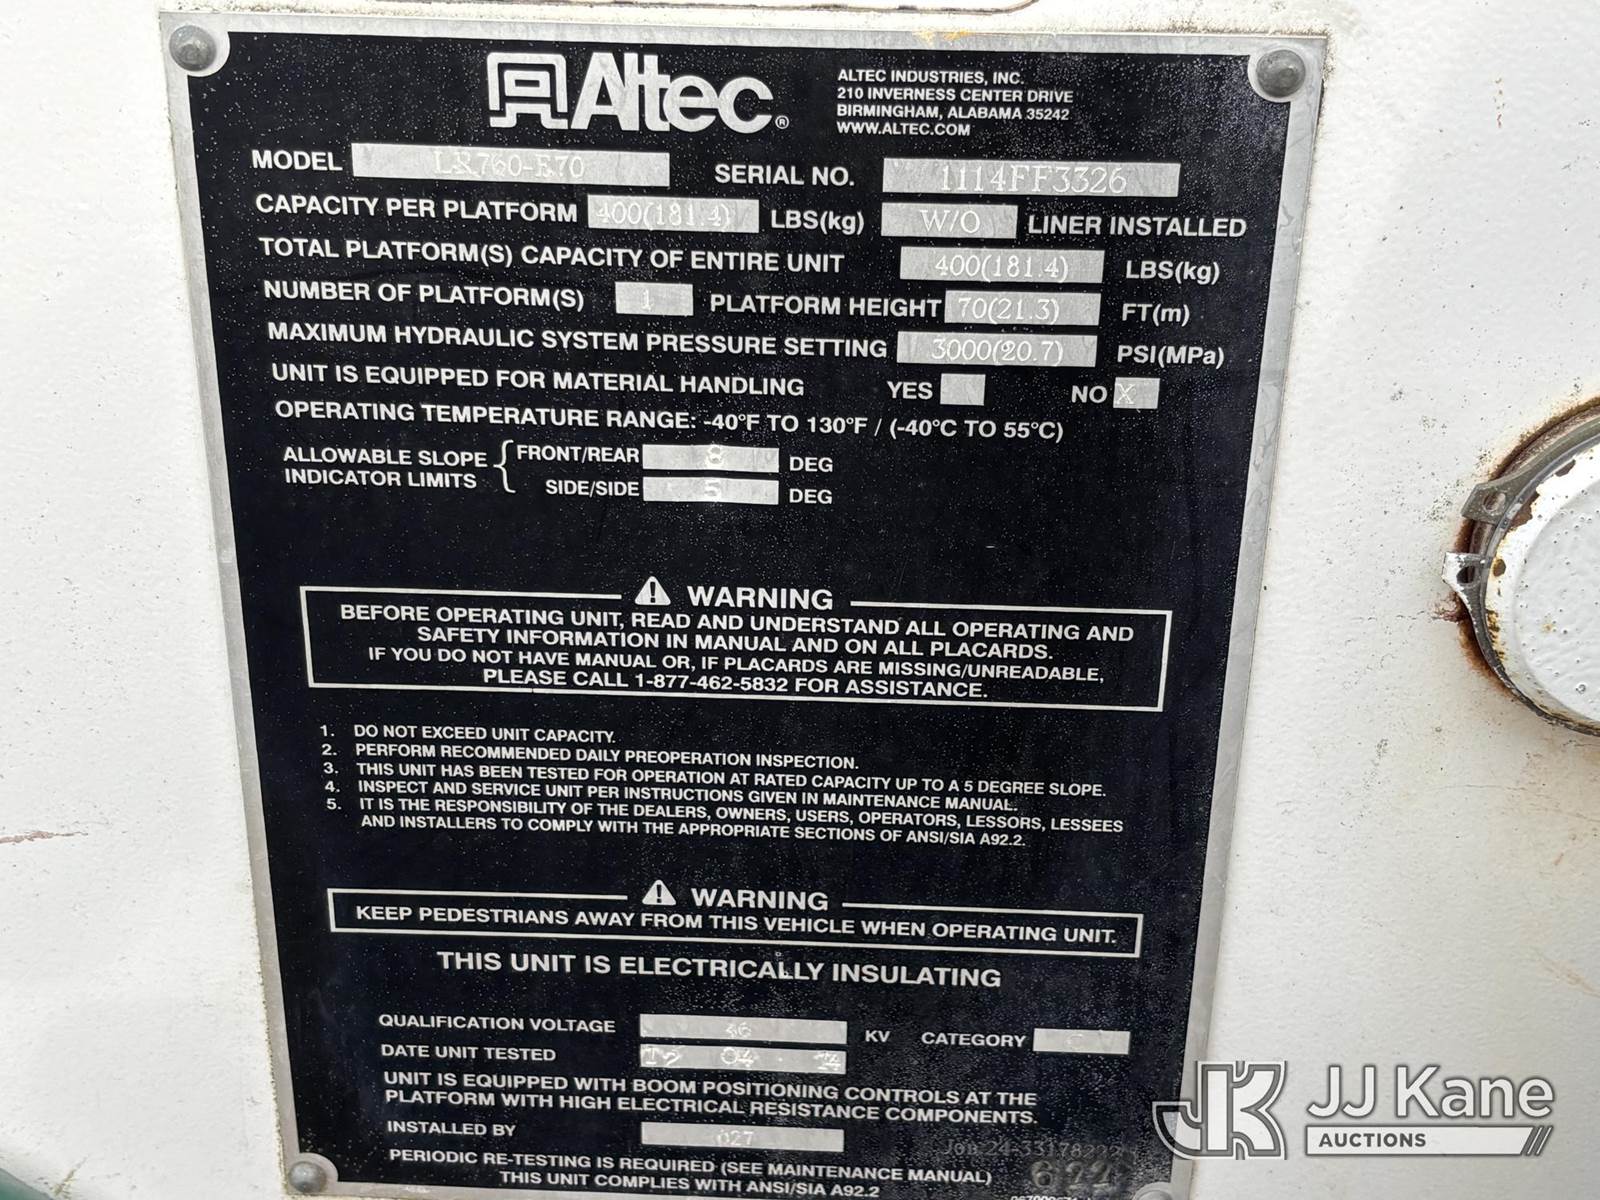 Altec®
ALTEC INDUSTRIES, INC.
210 INVERNESS CENTER DRIVE
BIRMINGHAM, ALABAMA 35242
WWW.ALTEC.COM
MODEL LR760-E70 SERIAL NO. 1114FF3326
CAPACITY PER PLATFORM 400(181.4) LBS(kg) W/O LINER INSTALLED
TOTAL PLATFORM(S) CAPACITY OF ENTIRE UNIT 400(181.4) LBS(kg)
NUMBER OF PLATFORM(S) 1 PLATFORM HEIGHT 70(21.3) FT(m)
MAXIMUM HYDRAULIC SYSTEM PRESSURE SETTING 3000(20.7) PSI(MPa)
UNIT IS EQUIPPED FOR MATERIAL HANDLING YES NO X
OPERATING TEMPERATURE RANGE: -40°F TO 130°F / (-40°C TO 55°C)
ALLOWABLE SLOPE INDICATOR LIMITS { FRONT/REAR 8 DEG
SIDE/SIDE 5 DEG
WARNING
BEFORE OPERATING UNIT, READ AND UNDERSTAND ALL OPERATING AND
SAFETY INFORMATION IN MANUAL AND ON ALL PLACARDS.
IF YOU DO NOT HAVE MANUAL OR, IF PLACARDS ARE MISSING/UNREADABLE,
PLEASE CALL 1-877-462-5832 FOR ASSISTANCE.
1. DO NOT EXCEED UNIT CAPACITY.
2. PERFORM RECOMMENDED DAILY PREOPERATION INSPECTION.
3. THIS UNIT HAS BEEN TESTED FOR OPERATION AT RATED CAPACITY UP TO A 5 DEGREE SLOPE.
4. INSPECT AND SERVICE UNIT PER INSTRUCTIONS GIVEN IN MAINTENANCE MANUAL.
5. IT IS THE RESPONSIBILITY OF THE DEALERS, OWNERS, USERS, OPERATORS, LESSORS, LESSEES
AND INSTALLERS TO COMPLY WITH THE APPROPRIATE SECTIONS OF ANSI/SIA A92.2.
WARNING
KEEP PEDESTRIANS AWAY FROM THIS VEHICLE WHEN OPERATING UNIT.
THIS UNIT IS ELECTRICALLY INSULATING
QUALIFICATION VOLTAGE 46 KV CATEGORY C
DATE UNIT TESTED 12 04
UNIT IS EQUIPPED WITH BOOM POSITIONING CONTROLS AT THE
PLATFORM WITH HIGH ELECTRICAL RESISTANCE COMPONENTS.
INSTALLED BY 027
PERIODIC RE-TESTING IS REQUIRED (SEE MAINTENANCE MANUAL)
THIS UNIT COMPLIES WITH ANSI/SIA A92.2
JK JJ Kane
AUCTIONS